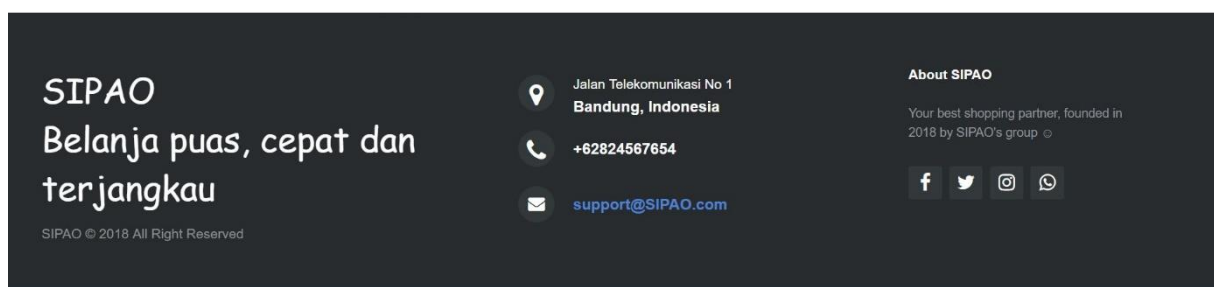 SIPAO
Belanja puas, cepat dan
terjangkau
SIPAO © 2018 All Right Reserved
Jalan Telekomunikasi No 1
Bandung, Indonesia
+62824567654
support@SIPAO.com
About SIPAO
Your best shopping partner, founded in
2018 by SIPAO's group ☺